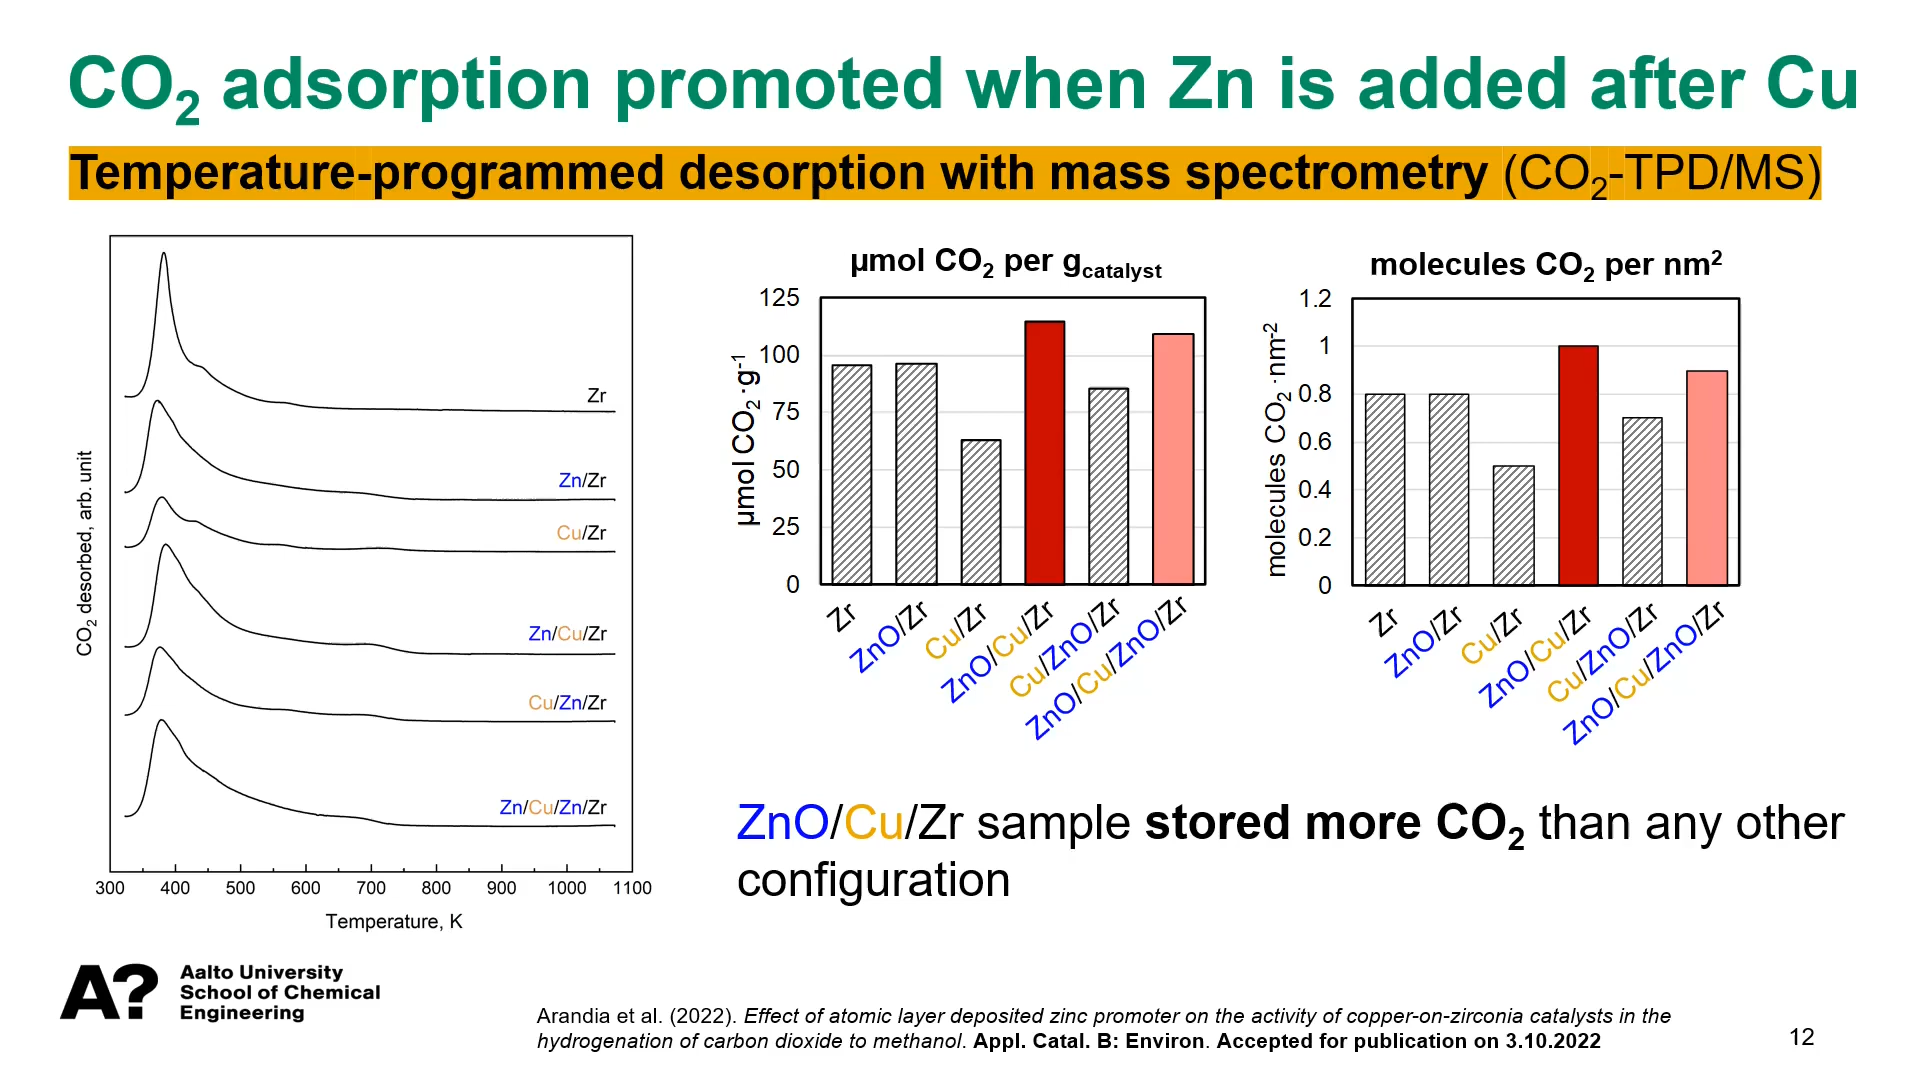 CO2 adsorption promoted when Zn is added after Cu
Temperature-programmed desorption with mass spectrometry (CO2-TPD/MS)
CO2 desorbed, arb. unit
Zr
Zn/Zr
Cu/Zr
Zn/Cu/Zr
Cu/Zn/Zr
Zn/Cu/Zn/Zr
300 400 500 600 700 800 900 1000 1100
Temperature, K
µmol CO2 per gcatalyst
µmol CO2 ·g-1
125
100
75
50
25
0
Zr
ZnO/Zr
Cu/Zr
ZnO/Cu/Zr
Cu/ZnO/Zr
ZnO/Cu/ZnO/Zr
molecules CO2 per nm2
molecules CO2 ·nm-2
1.2
1
0.8
0.6
0.4
0.2
0
Zr
ZnO/Zr
Cu/Zr
ZnO/Cu/Zr
Cu/ZnO/Zr
ZnO/Cu/ZnO/Zr
ZnO/Cu/Zr sample stored more CO2 than any other
configuration
A?
Aalto University
School of Chemical
Engineering
Arandia et al. (2022). Effect of atomic layer deposited zinc promoter on the activity of copper-on-zirconia catalysts in the
hydrogenation of carbon dioxide to methanol. Appl. Catal. B: Environ. Accepted for publication on 3.10.2022
12